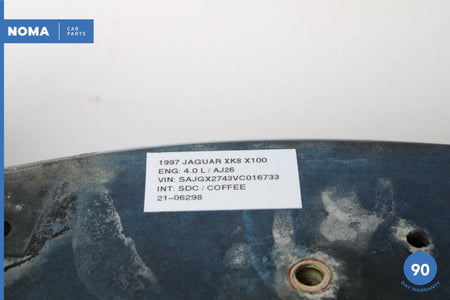 NOMA CAR PARTS
1997 JAGUAR XK8 X100
ENG: 4.0 L / AJ26
VIN: SAJGX2743VC016733
INT: SDC / COFFEE
21-06298
90
DAY WARRANTY